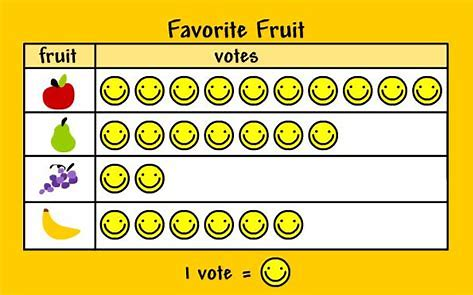 Favorite Fruit
fruit votes
1 vote =